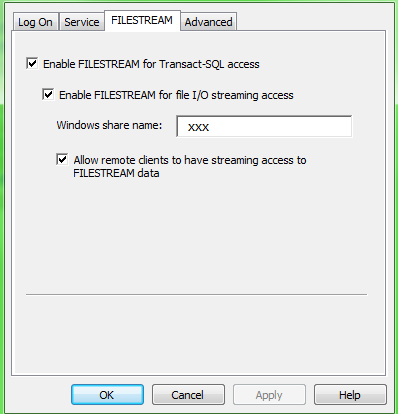 Log On Service FILESTREAM Advanced
Enable FILESTREAM for Transact-SQL access
Enable FILESTREAM for file I/O streaming access
Windows share name: xxx
Allow remote clients to have streaming access to
FILESTREAM data
OK Cancel Apply Help